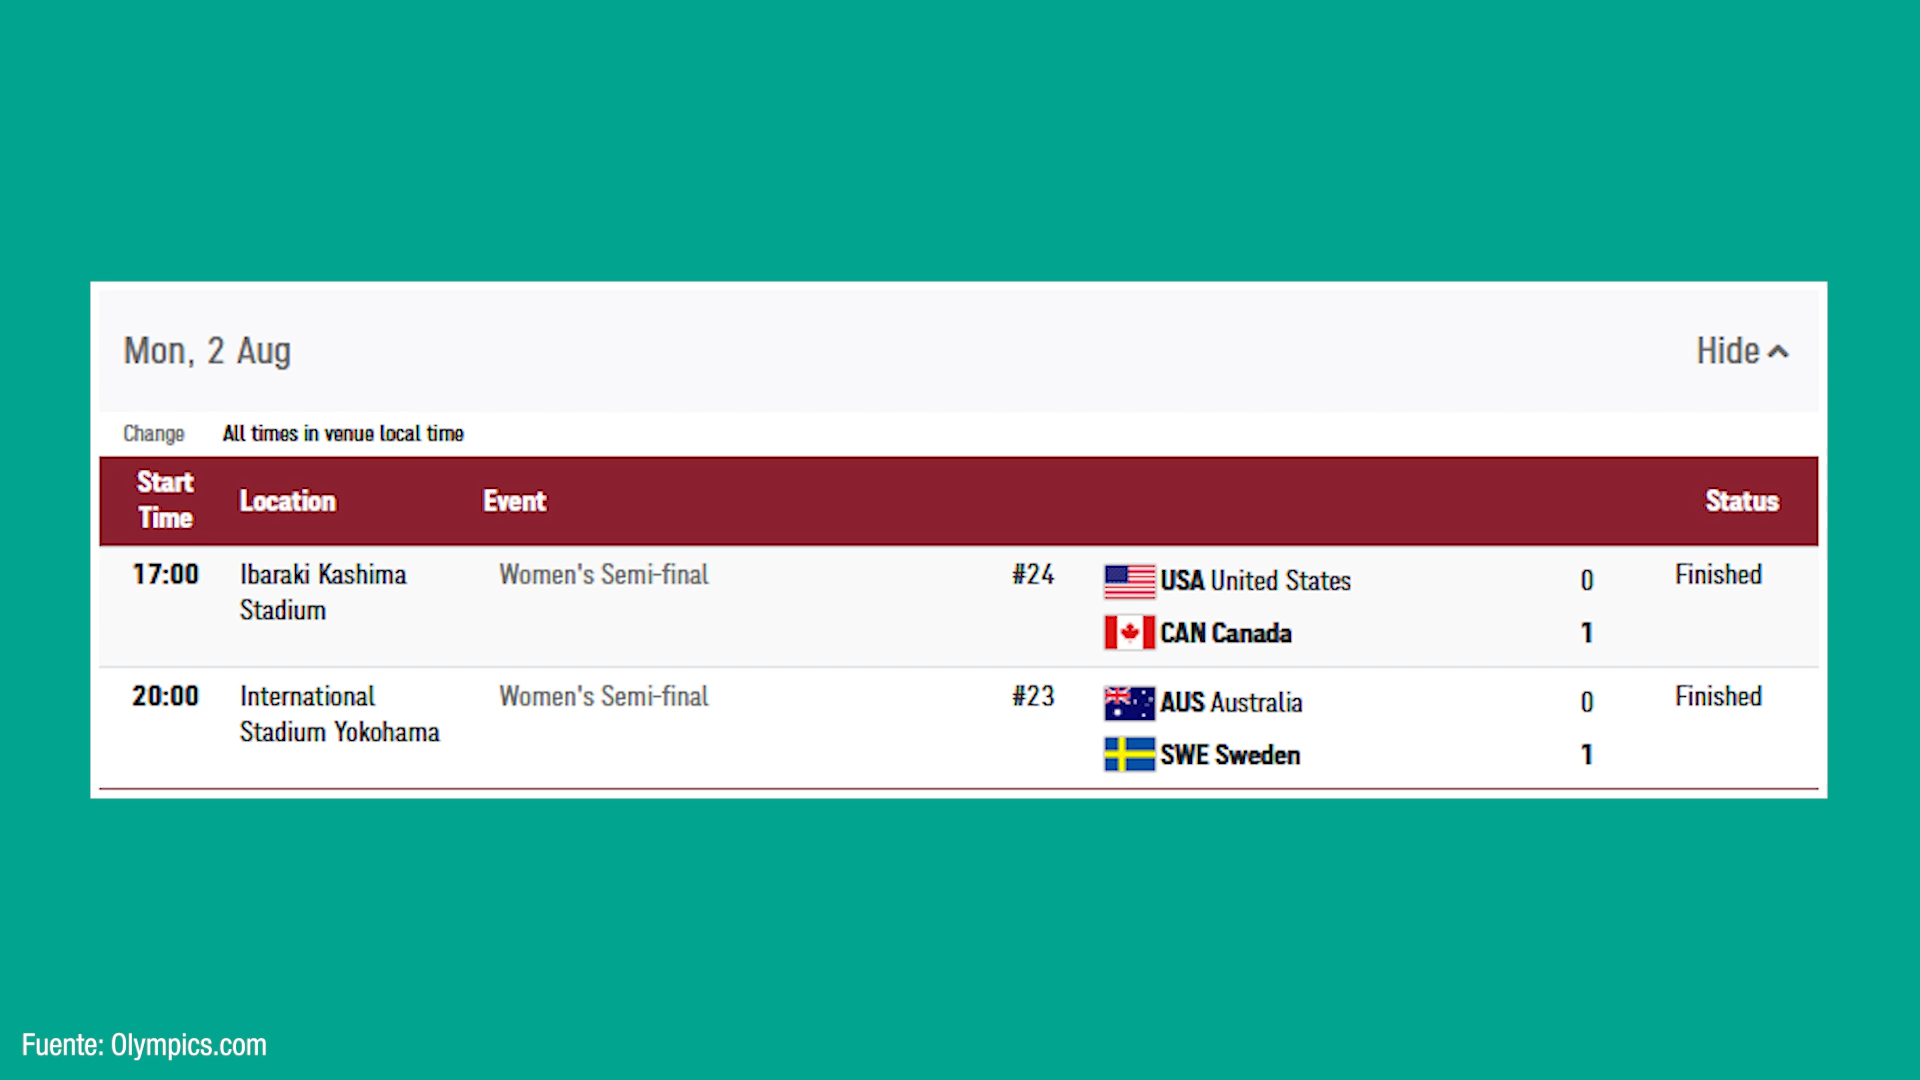 Mon, 2 Aug
Hide
Change All times in venue local time
Start Time Location Event Status
17:00 Ibaraki Kashima Stadium Women's Semi-final #24 USA United States 0 Finished
CAN Canada 1
20:00 International Stadium Yokohama Women's Semi-final #23 AUS Australia 0 Finished
SWE Sweden 1
Fuente: Olympics.com